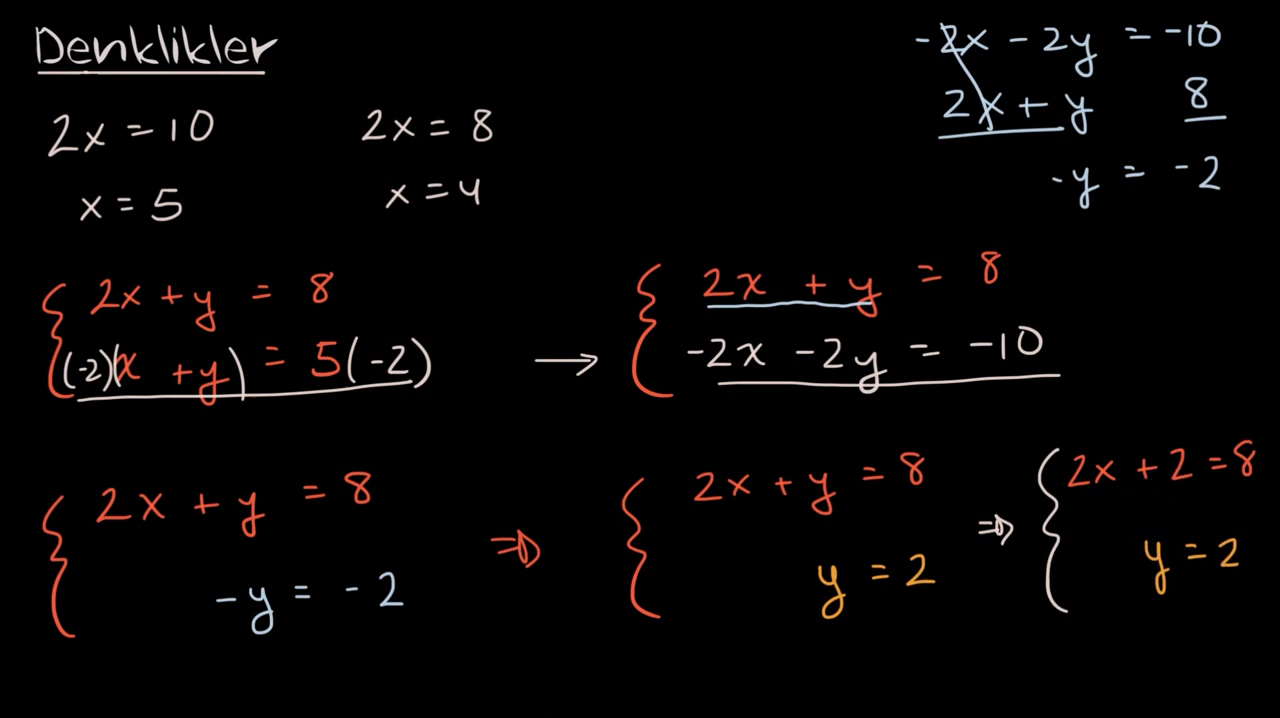 Denklikler
2x = 10
x = 5
2x = 8
x = 4
-2x - 2y = -10
2x + y 8
-y = -2
2x + y = 8
(-2)(x + y) = 5(-2)
→
2x + y = 8
-2x - 2y = -10
2x + y = 8
-y = -2
⇒
2x + y = 8
y = 2
⇒
2x + 2 = 8
y = 2